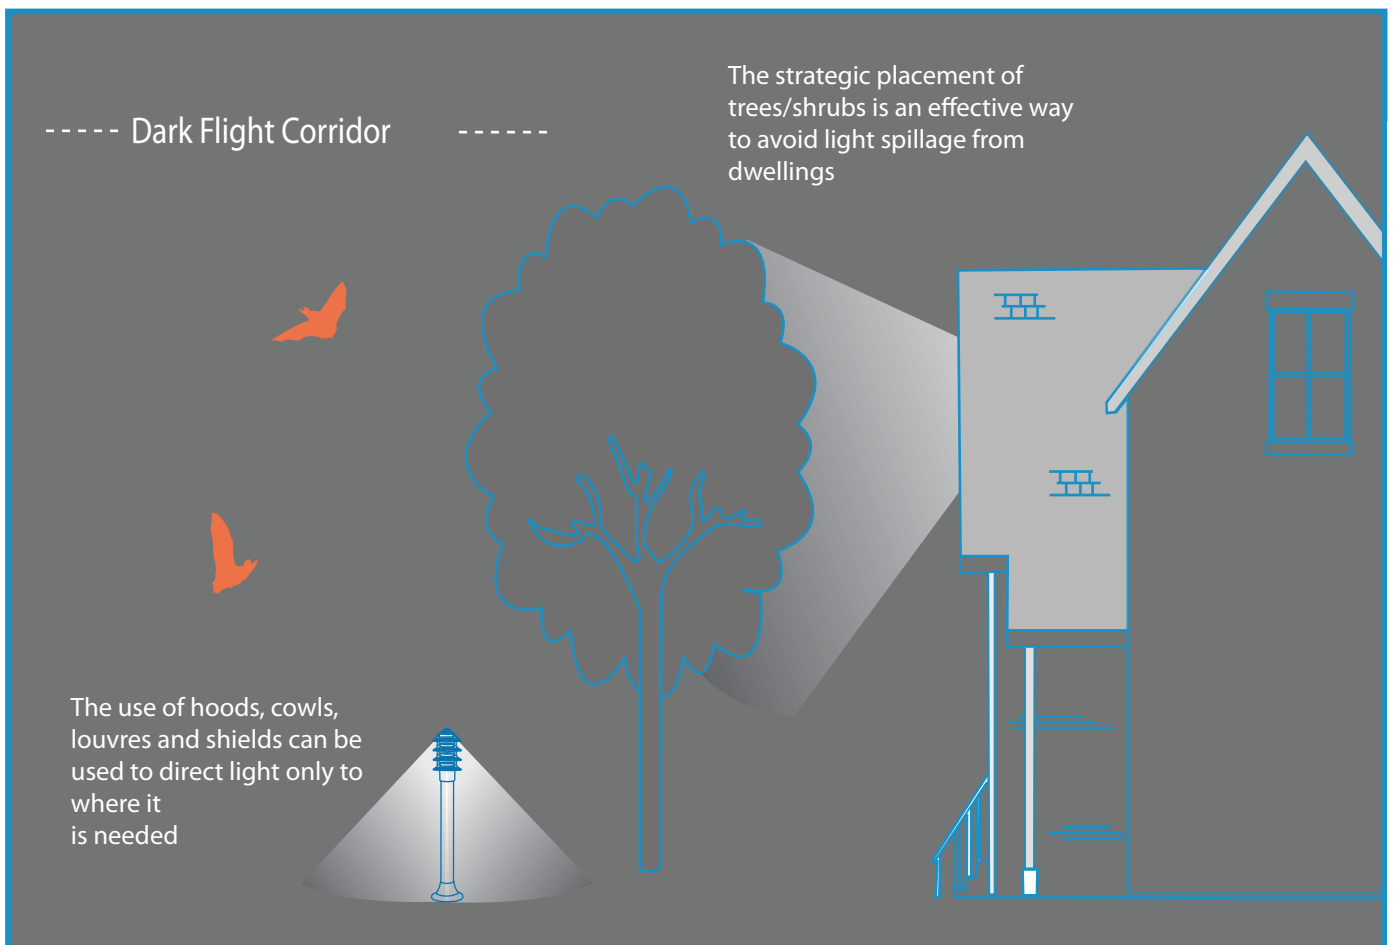 The strategic placement of
trees/shrubs is an effective way
to avoid light spillage from
dwellings
Dark Flight Corridor
The use of hoods, cowls,
louvres and shields can be
used to direct light only to
where it
is needed